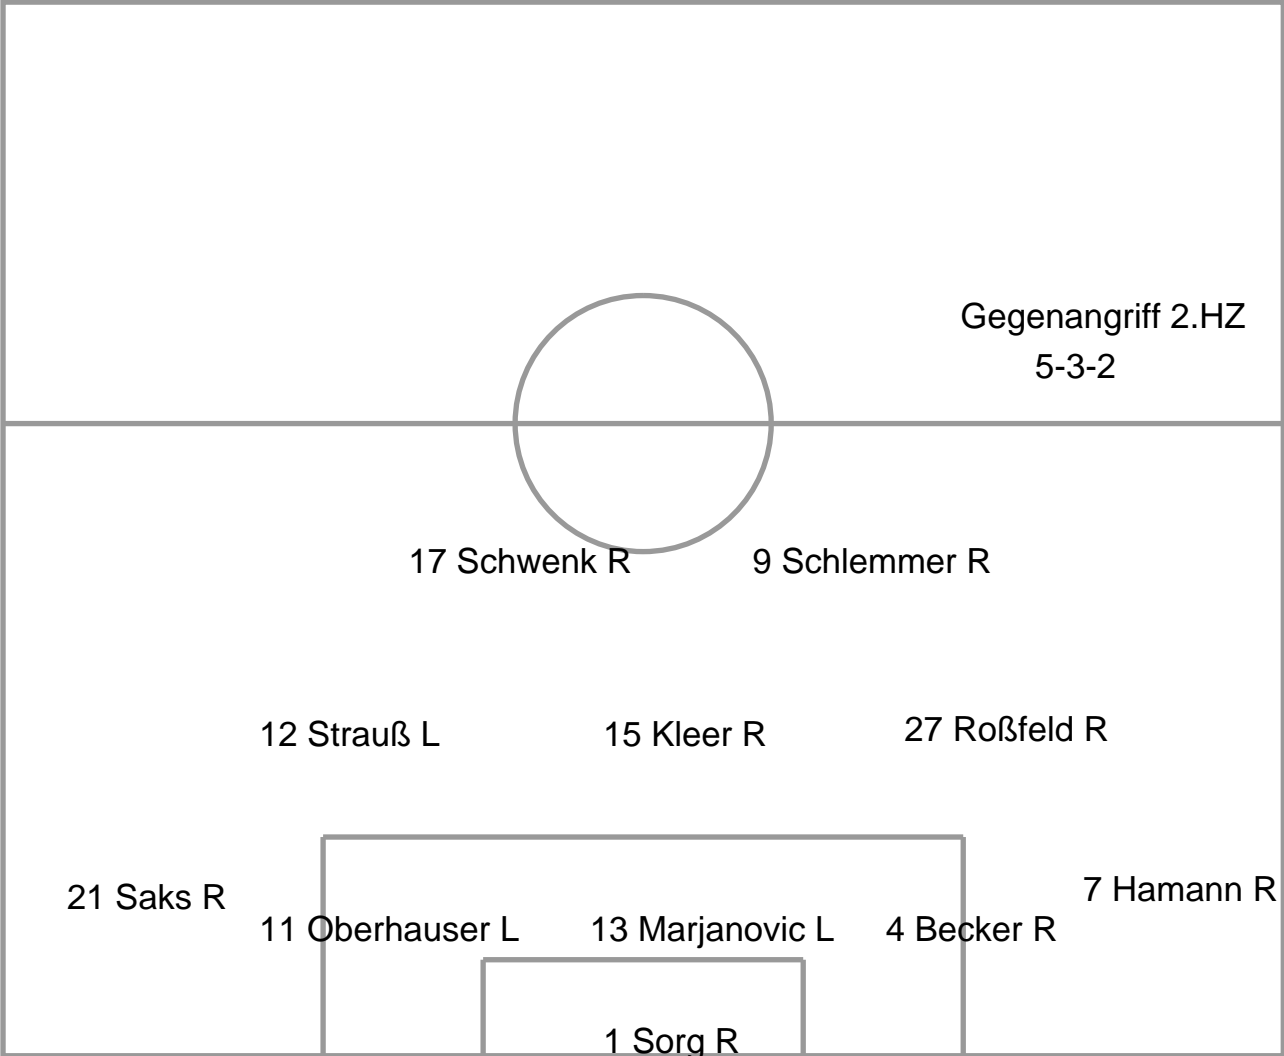 Gegenangriff 2.HZ
5-3-2
17 Schwenk R
9 Schlemmer R
12 Strauß L
15 Kleer R
27 Roßfeld R
21 Saks R
7 Hamann R
11 Oberhauser L
13 Marjanovic L
4 Becker R
1 Sorg R